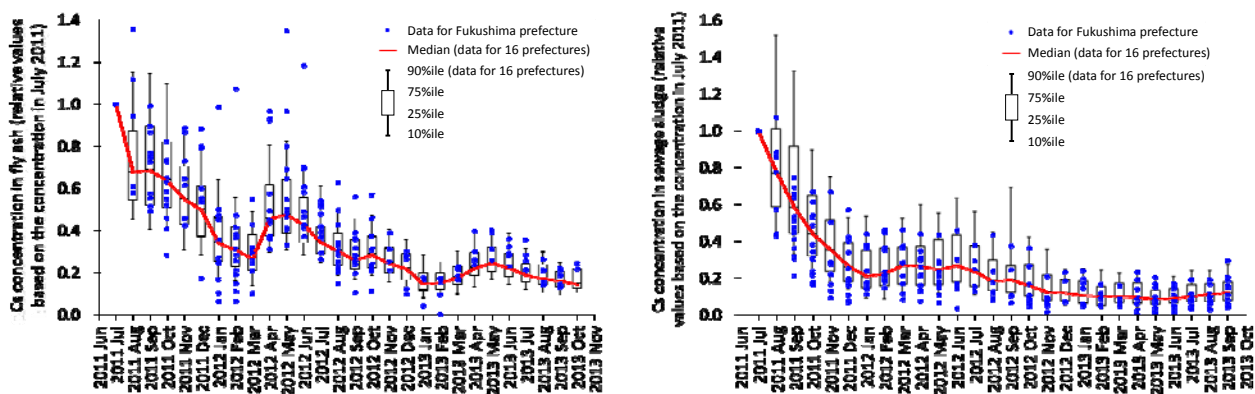 Cs concentration in fly ash (relative values
based on the concentration in July 2011)
1.4
1.2
1.0
0.8
0.6
0.4
0.2
0.0
Data for Fukushima prefecture
Median (data for 16 prefectures)
90%ile (data for 16 prefectures)
75%ile
25%ile
10%ile
2011 Jun
2011 Jul
2011 Aug
2011 Sep
2011 Oct
2011 Nov
2011 Dec
2012 Jan
2012 Feb
2012 Mar
2012 Apr
2012 May
2012 Jun
2012 Jul
2012 Aug
2012 Sep
2012 Oct
2012 Nov
2012 Dec
2013 Jan
2013 Feb
2013 Mar
2013 Apr
2013 May
2013 Jun
2013 Jul
2013 Aug
2013 Sep
2013 Oct
2013 Nov
Cs concentration in sewage sludge (relative
values based on the concentration in July 2011)
1.6
1.4
1.2
1.0
0.8
0.6
0.4
0.2
0.0
Data for Fukushima prefecture
Median (data for 16 prefectures)
90%ile (data for 16 prefectures)
75%ile
25%ile
10%ile
2011 Jun
2011 Jul
2011 Aug
2011 Sep
2011 Oct
2011 Nov
2011 Dec
2012 Jan
2012 Feb
2012 Mar
2012 Apr
2012 May
2012 Jun
2012 Jul
2012 Aug
2012 Sep
2012 Oct
2012 Nov
2012 Dec
2013 Jan
2013 Feb
2013 Mar
2013 Apr
2013 May
2013 Jun
2013 Jul
2013 Aug
2013 Sep
2013 Oct